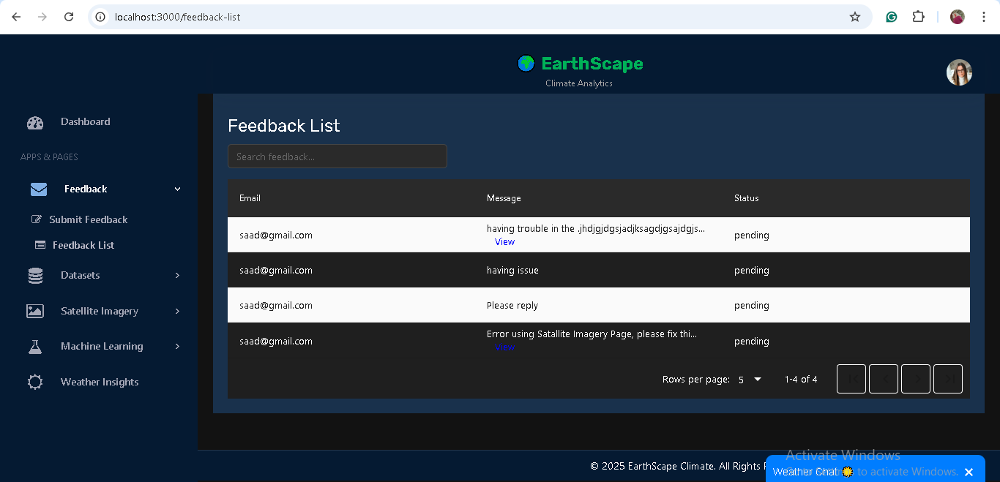 localhost:3000/feedback-list
EarthScape
Climate Analytics
Dashboard
APPS & PAGES
Feedback
Submit Feedback
Feedback List
Datasets
Satellite Imagery
Machine Learning
Weather Insights
Feedback List
Search feedback...
Email Message Status
saad@gmail.com having trouble in the .jhdjgjdgsjadjksagdjgsajdgjs... pending
View
saad@gmail.com having issue pending
saad@gmail.com Please reply pending
saad@gmail.com Error using Satallite Imagery Page, please fix thi... pending
View
Rows per page: 5 1-4 of 4
© 2025 EarthScape Climate. All Rights
Activate Windows
to activate Windows.
Weather Chat